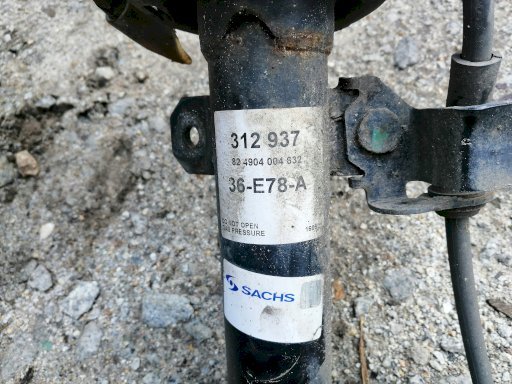 312 937
82 4904 004 632
36-E78-A
DO NOT OPEN
GAS PRESSURE
SACHS